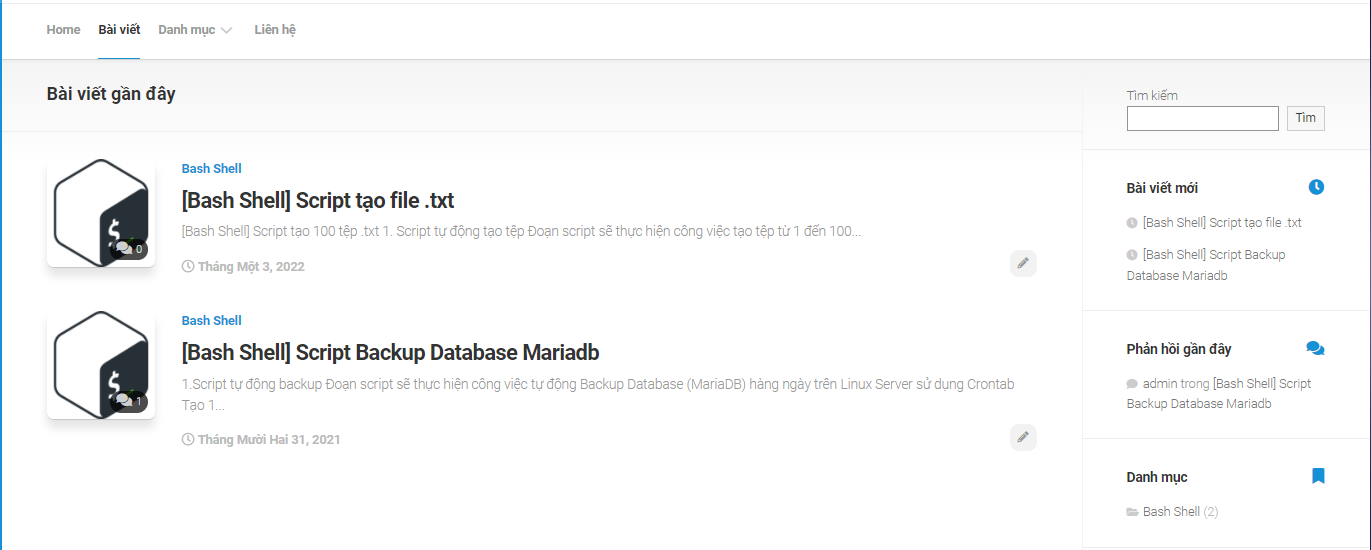 Home Bài viết Danh mục Liên hệ
Bài viết gần đây
Bash Shell
[Bash Shell] Script tạo file .txt
[Bash Shell] Script tạo 100 tệp .txt 1. Script tự động tạo tệp Đoạn script sẽ thực hiện công việc tạo tệp từ 1 đến 100...
0
Tháng Một 3, 2022
Bash Shell
[Bash Shell] Script Backup Database Mariadb
1.Script tự động backup Đoạn script sẽ thực hiện công việc tự động Backup Database (MariaDB) hàng ngày trên Linux Server sử dụng Crontab
Tạo 1...
1
Tháng Mười Hai 31, 2021
Tìm kiếm
Tìm
Bài viết mới
[Bash Shell] Script tạo file .txt
[Bash Shell] Script Backup
Database Mariadb
Phản hồi gần đây
admin trong [Bash Shell] Script
Backup Database Mariadb
Danh mục
Bash Shell (2)